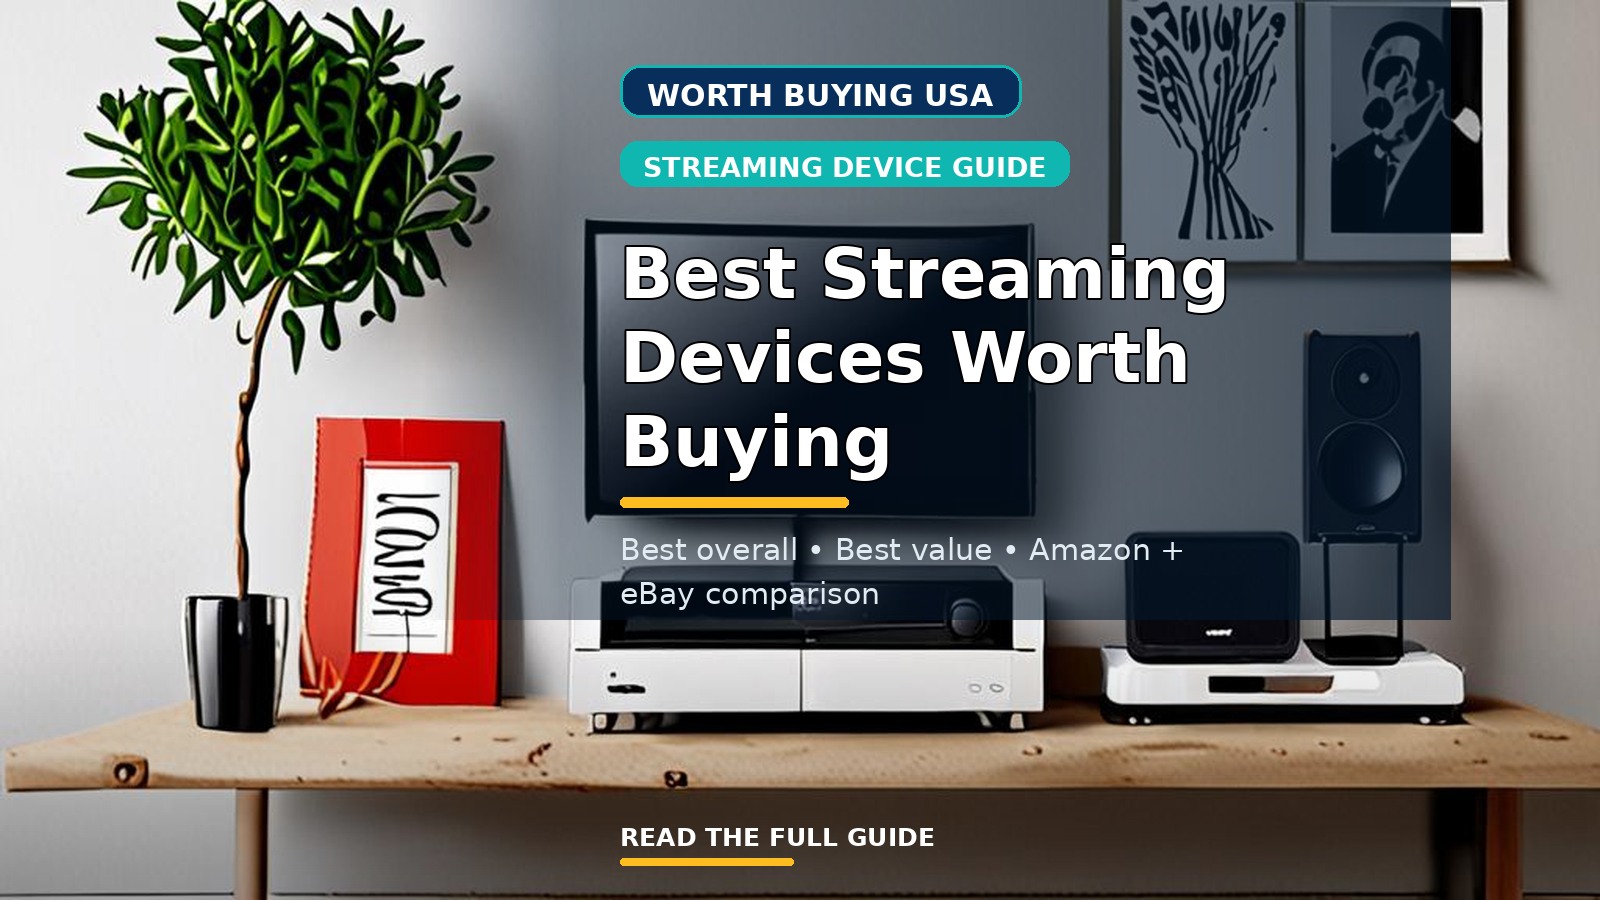 WORTH BUYING USA
STREAMING DEVICE GUIDE
Best Streaming
Devices Worth
Buying
Best overall • Best value • Amazon +
eBay comparison
READ THE FULL GUIDE